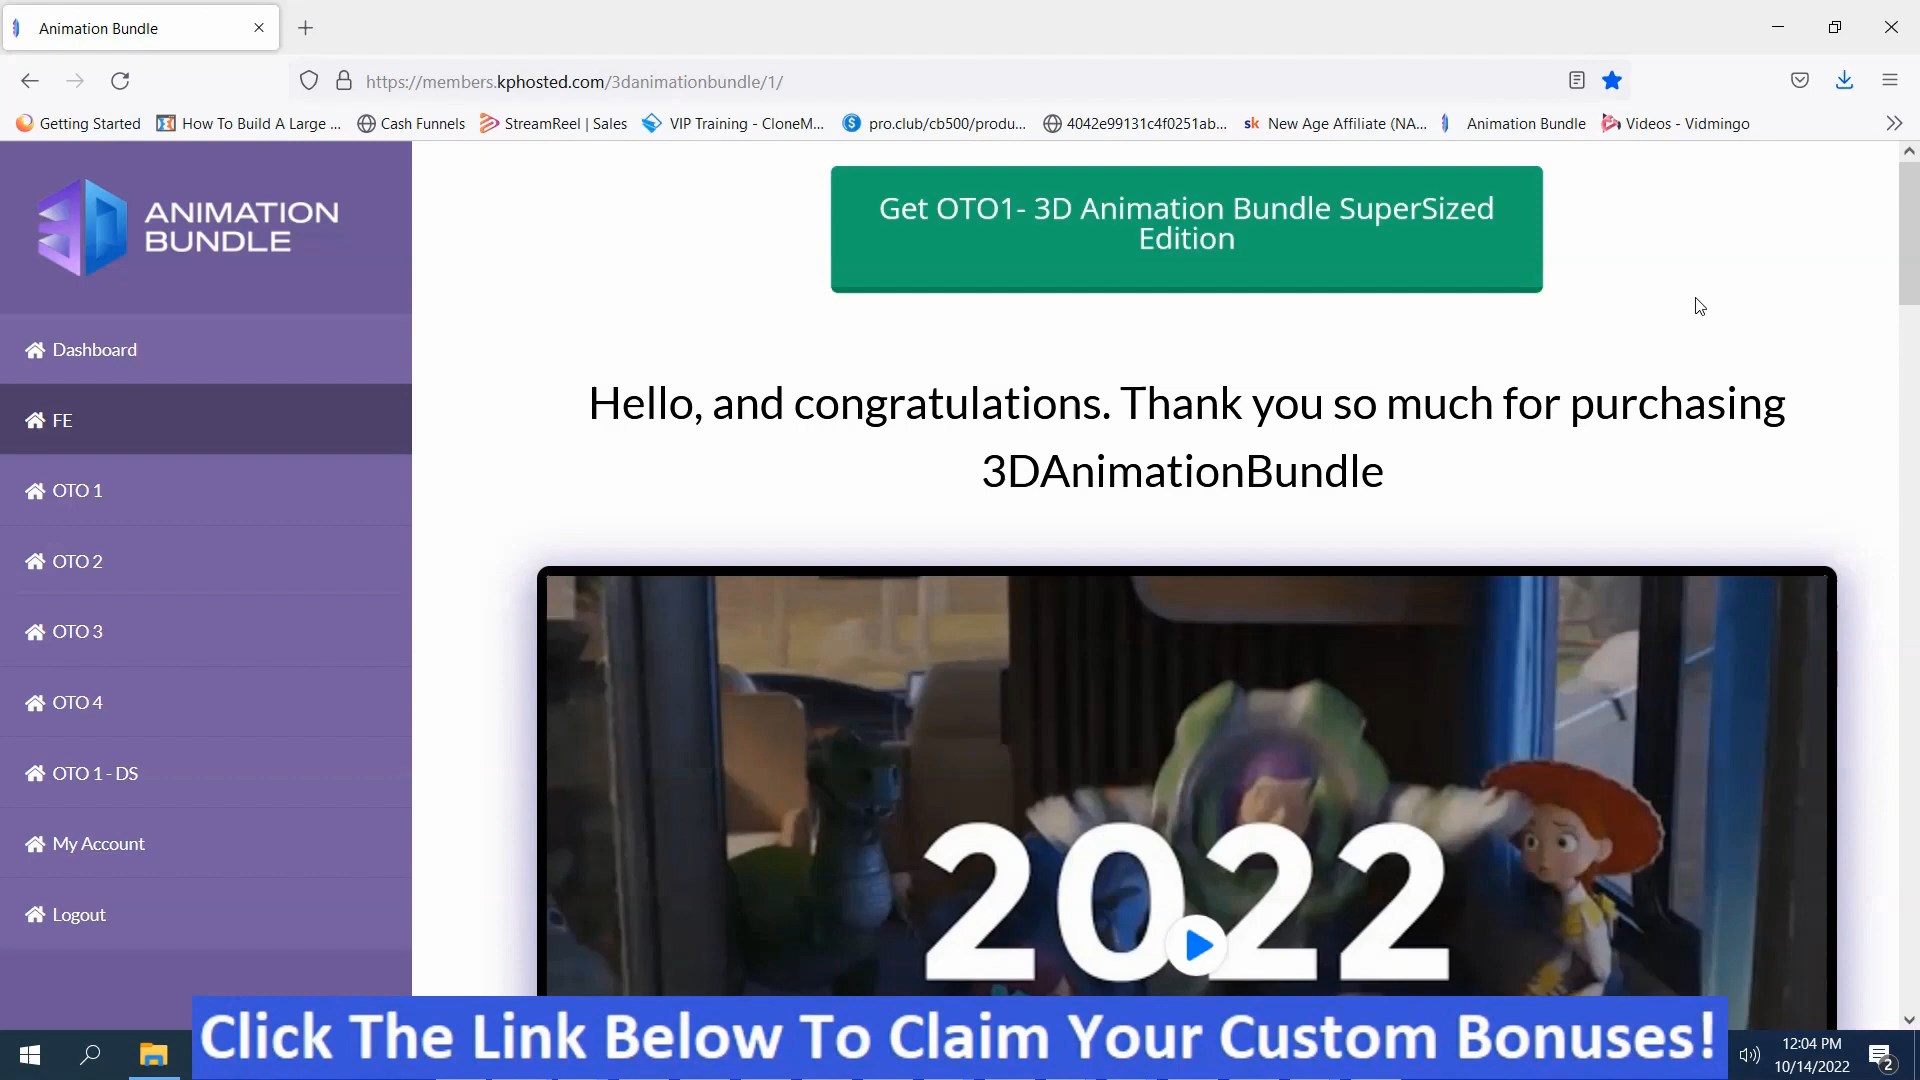 Animation Bundle
https://members.kphosted.com/3danimationbundle/1/
Getting Started
How To Build A Large ...
Cash Funnels
StreamReel | Sales
VIP Training - CloneM...
pro.club/cb500/produ...
4042e99131c4f0251ab...
sk
New Age Affiliate (NA...
Animation Bundle
Videos - Vidmingo
ANIMATION
BUNDLE
Get OTO1- 3D Animation Bundle SuperSized
Edition
Dashboard
FE
OTO 1
OTO 2
OTO 3
OTO 4
OTO 1 - DS
My Account
Logout
Hello, and congratulations. Thank you so much for purchasing
3DAnimationBundle
2022
Click The Link Below To Claim Your Custom Bonuses!
12:04 PM
10/14/2022
2